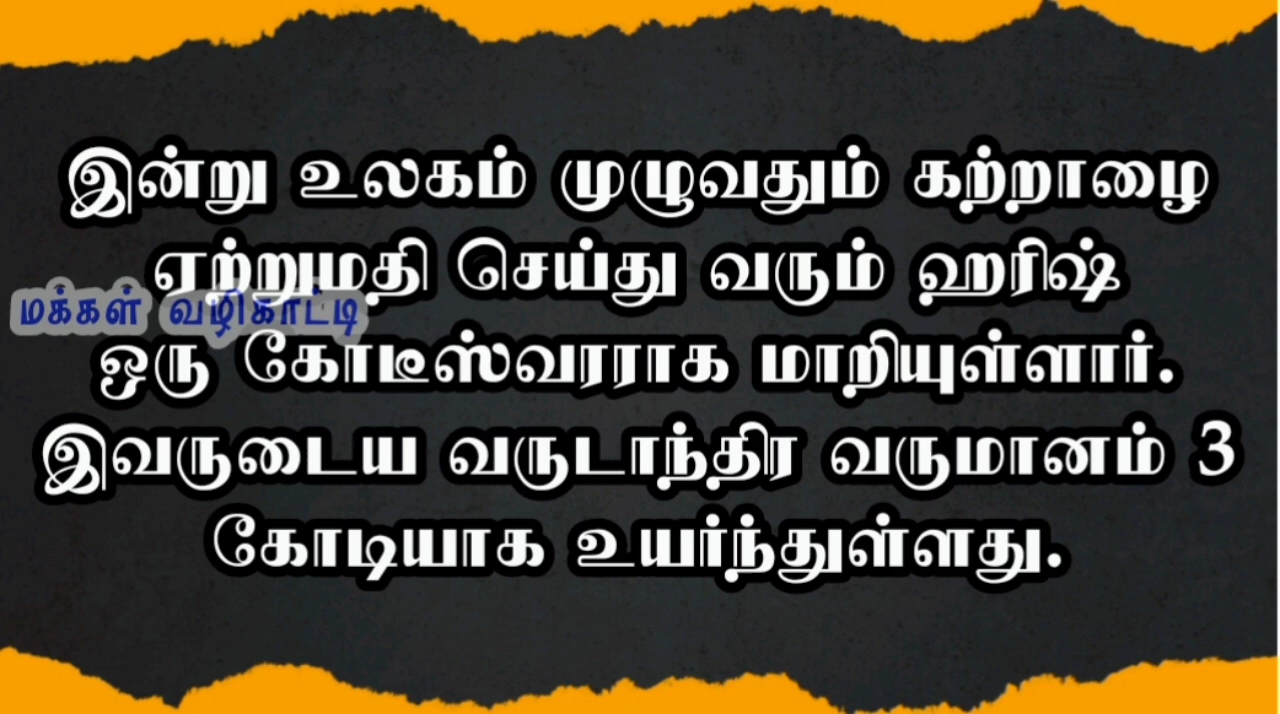 இன்று உலகம் முழுவதும் கற்றாழை
ஏற்றுமதி செய்து வரும் ஹரிஷ்
மக்கள் வழிகாட்டி
ஒரு கோடீஸ்வரராக மாறியுள்ளார்.
இவருடைய வருடாந்திர வருமானம் 3
கோடியாக உயர்ந்துள்ளது.